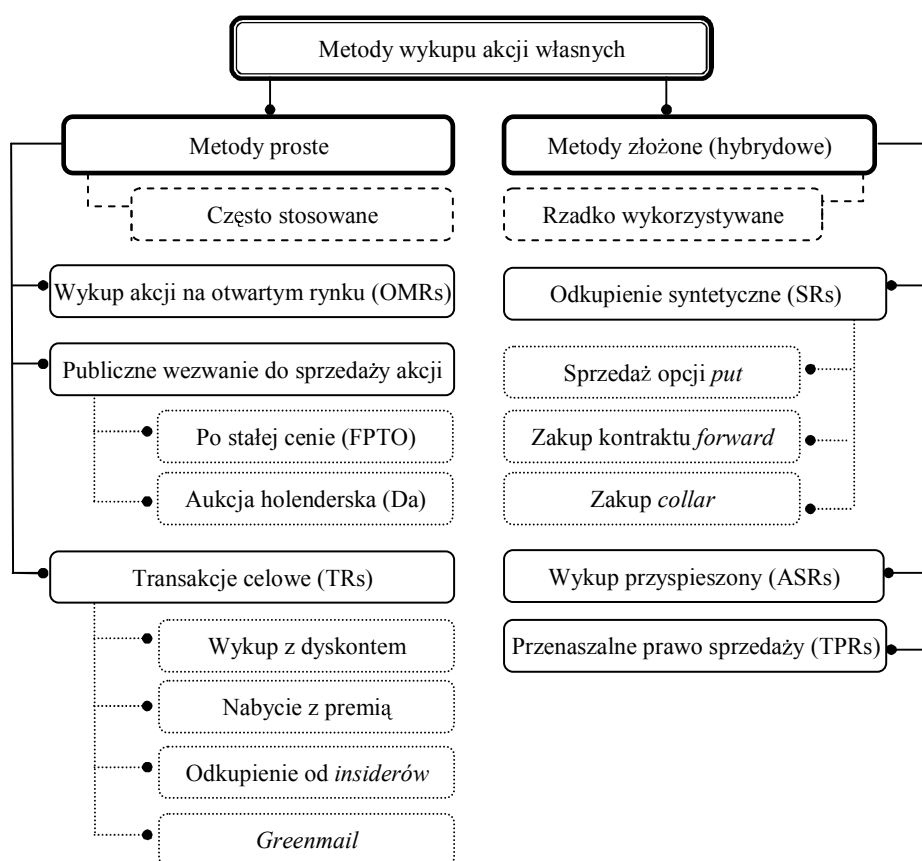 Metody wykupu akcji własnych
Metody proste
Często stosowane
Wykup akcji na otwartym rynku (OMRs)
Publiczne wezwanie do sprzedaży akcji
Po stałej cenie (FPTO)
Aukcja holenderska (Da)
Transakcje celowe (TRs)
Wykup z dyskontem
Nabycie z premią
Odkupienie od insiderów
Greenmail
Metody złożone (hybrydowe)
Rzadko wykorzystywane
Odkupienie syntetyczne (SRs)
Sprzedaż opcji put
Zakup kontraktu forward
Zakup collar
Wykup przyspieszony (ASRs)
Przenaszalne prawo sprzedaży (TPRs)